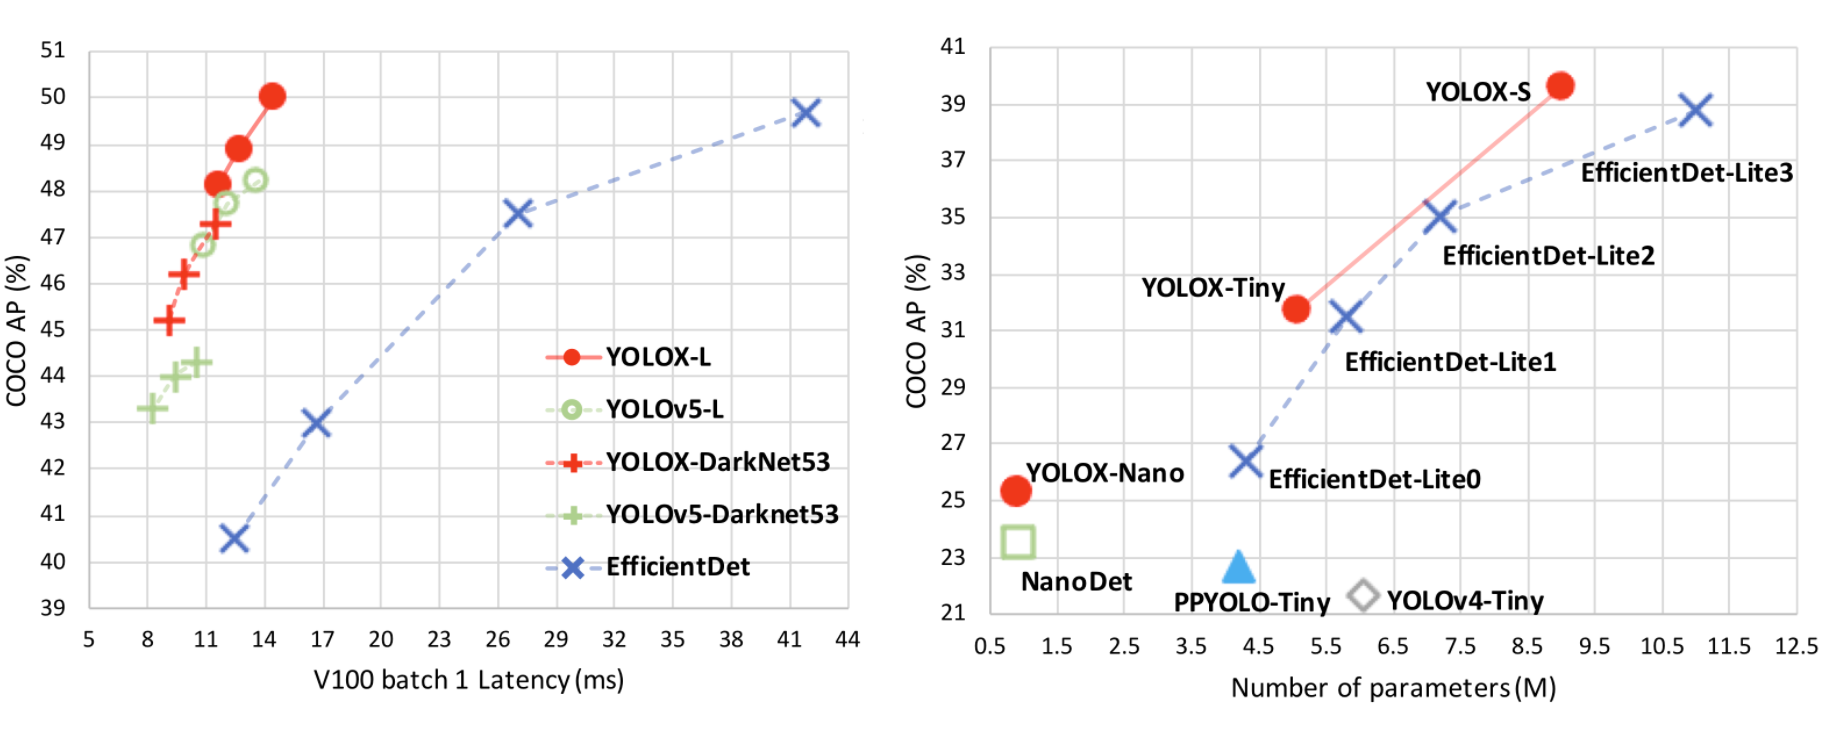 51
50
49
48
47
46
45
44
43
42
41
40
39
COCO AP (%)
YOLOX-L
YOLOv5-L
YOLOX-DarkNet53
YOLOv5-Darknet53
EfficientDet
5 8 11 14 17 20 23 26 29 32 35 38 41 44
V100 batch 1 Latency (ms)
41
39
37
35
33
31
29
27
25
23
21
COCO AP (%)
YOLOX-S
EfficientDet-Lite3
EfficientDet-Lite2
YOLOX-Tiny
EfficientDet-Lite1
YOLOX-Nano
EfficientDet-Lite0
NanoDet
PPYOLO-Tiny
YOLOv4-Tiny
0.5 1.5 2.5 3.5 4.5 5.5 6.5 7.5 8.5 9.5 10.5 11.5 12.5
Number of parameters (M)